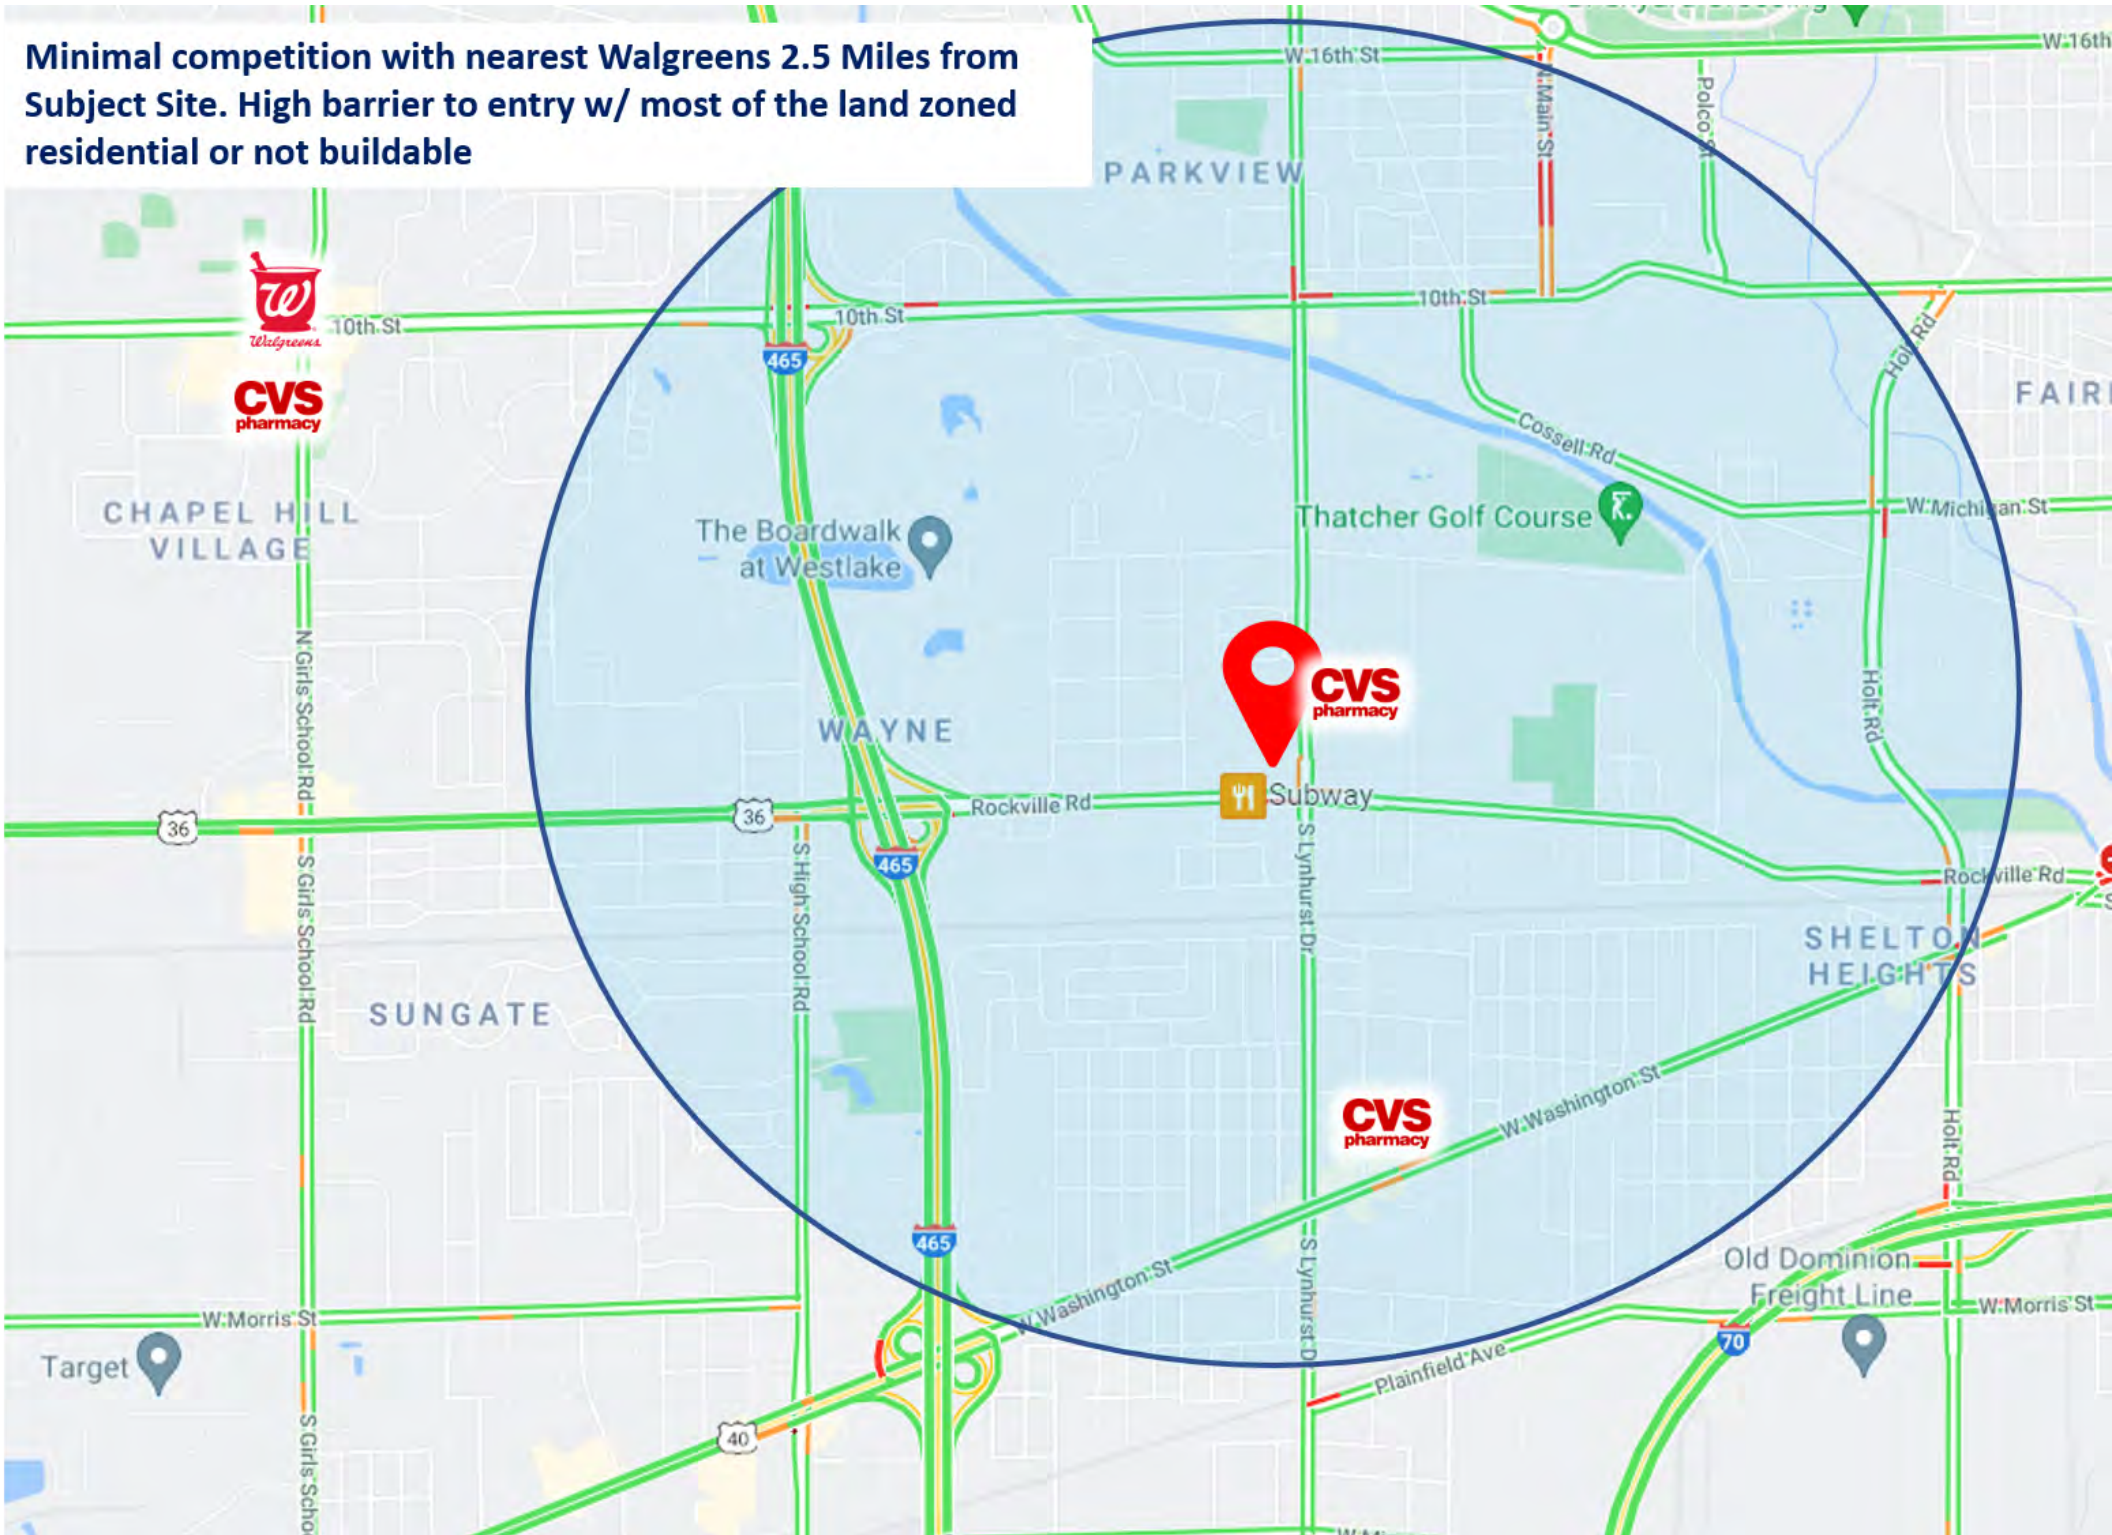 Minimal competition with nearest Walgreens 2.5 Miles from
Subject Site. High barrier to entry w/ most of the land zoned
residential or not buildable
W 16th St
W 16th
N Main St
Polco St
PARKVIEW
W
Walgreens
10th St
10th St
10th St
465
Holt Rd
CVS
pharmacy
FAIR
Cossell Rd
CHAPEL HILL
VILLAGE
The Boardwalk
at Westlake
Thatcher Golf Course
W Michigan St
N Girls School Rd
CVS
pharmacy
Holt Rd
WAYNE
36
36
Rockville Rd
Subway
S Girls School Rd
S High School Rd
465
S Lynhurst Dr
Rockville Rd
SHELTON
HEIGHTS
SUNGATE
CVS
pharmacy
W Washington St
Holt Rd
465
W Washington St
S Lynhurst D
Old Dominion
Freight Line
W Morris St
W Morris St
70
Target
Plainfield Ave
40
S Girls Scho